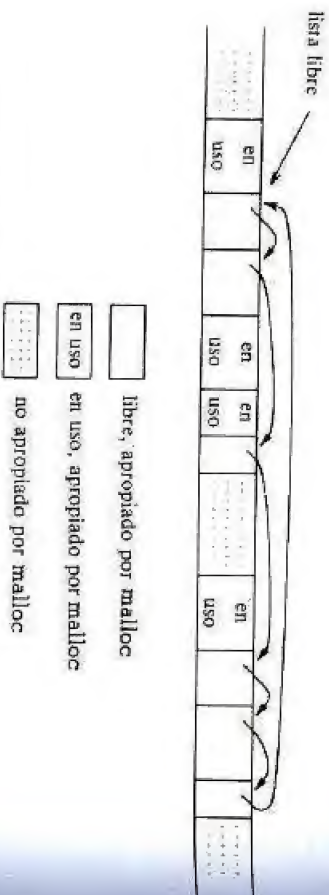 lista libre
en
uso
en
uso
en
uso
en
uso
libre, apropiado por malloc
en uso en uso, apropiado por malloc
no apropiado por malloc